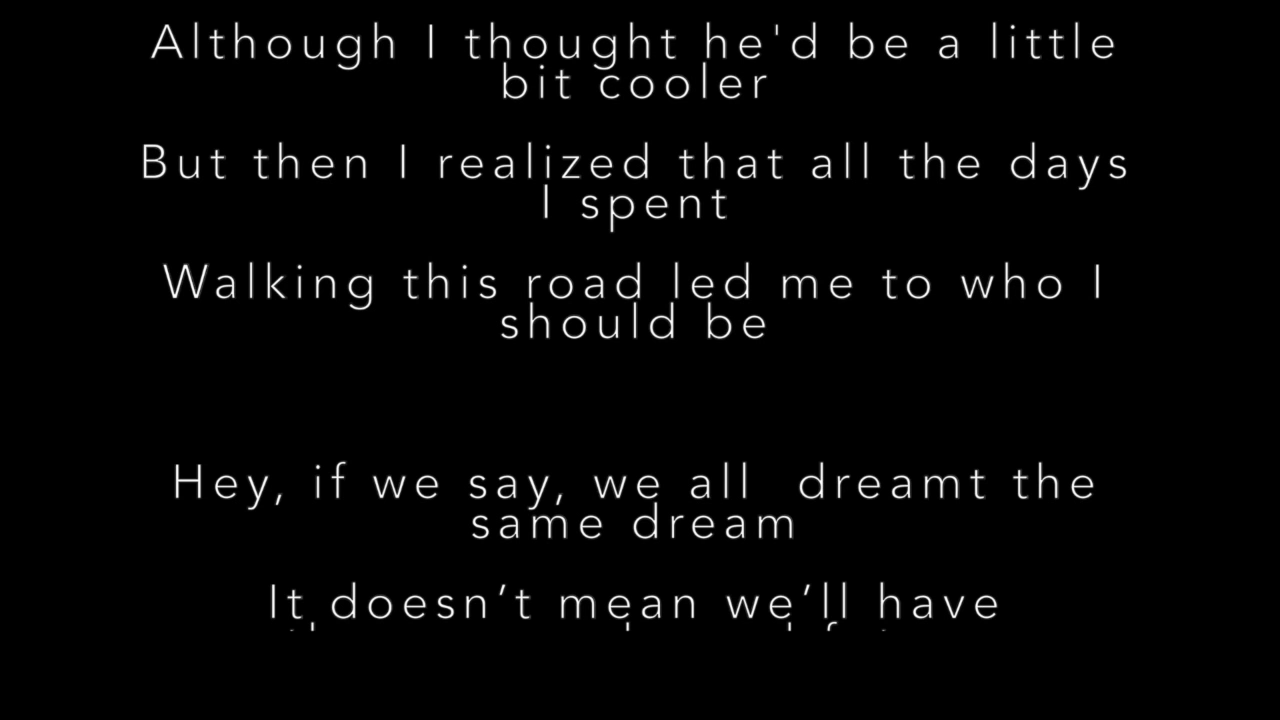 Although I thought he'd be a little
bit cooler
But then I realized that all the days
I spent
Walking this road led me to who I
should be
Hey, if we say, we all  dreamt the
same dream
It doesn’t mean we’ll have